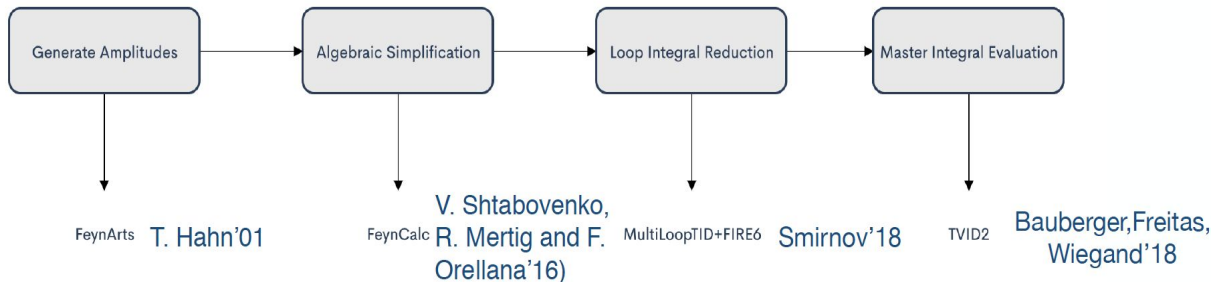 Generate Amplitudes
Algebraic Simplification
Loop Integral Reduction
Master Integral Evaluation
FeynArts
T. Hahn'01
FeynCalc
V. Shtabovenko,
R. Mertig and F.
Orellana'16)
MultiLoopTID+FIRE6
Smirnov'18
TVID2
Bauberger,Freitas,
Wiegand'18